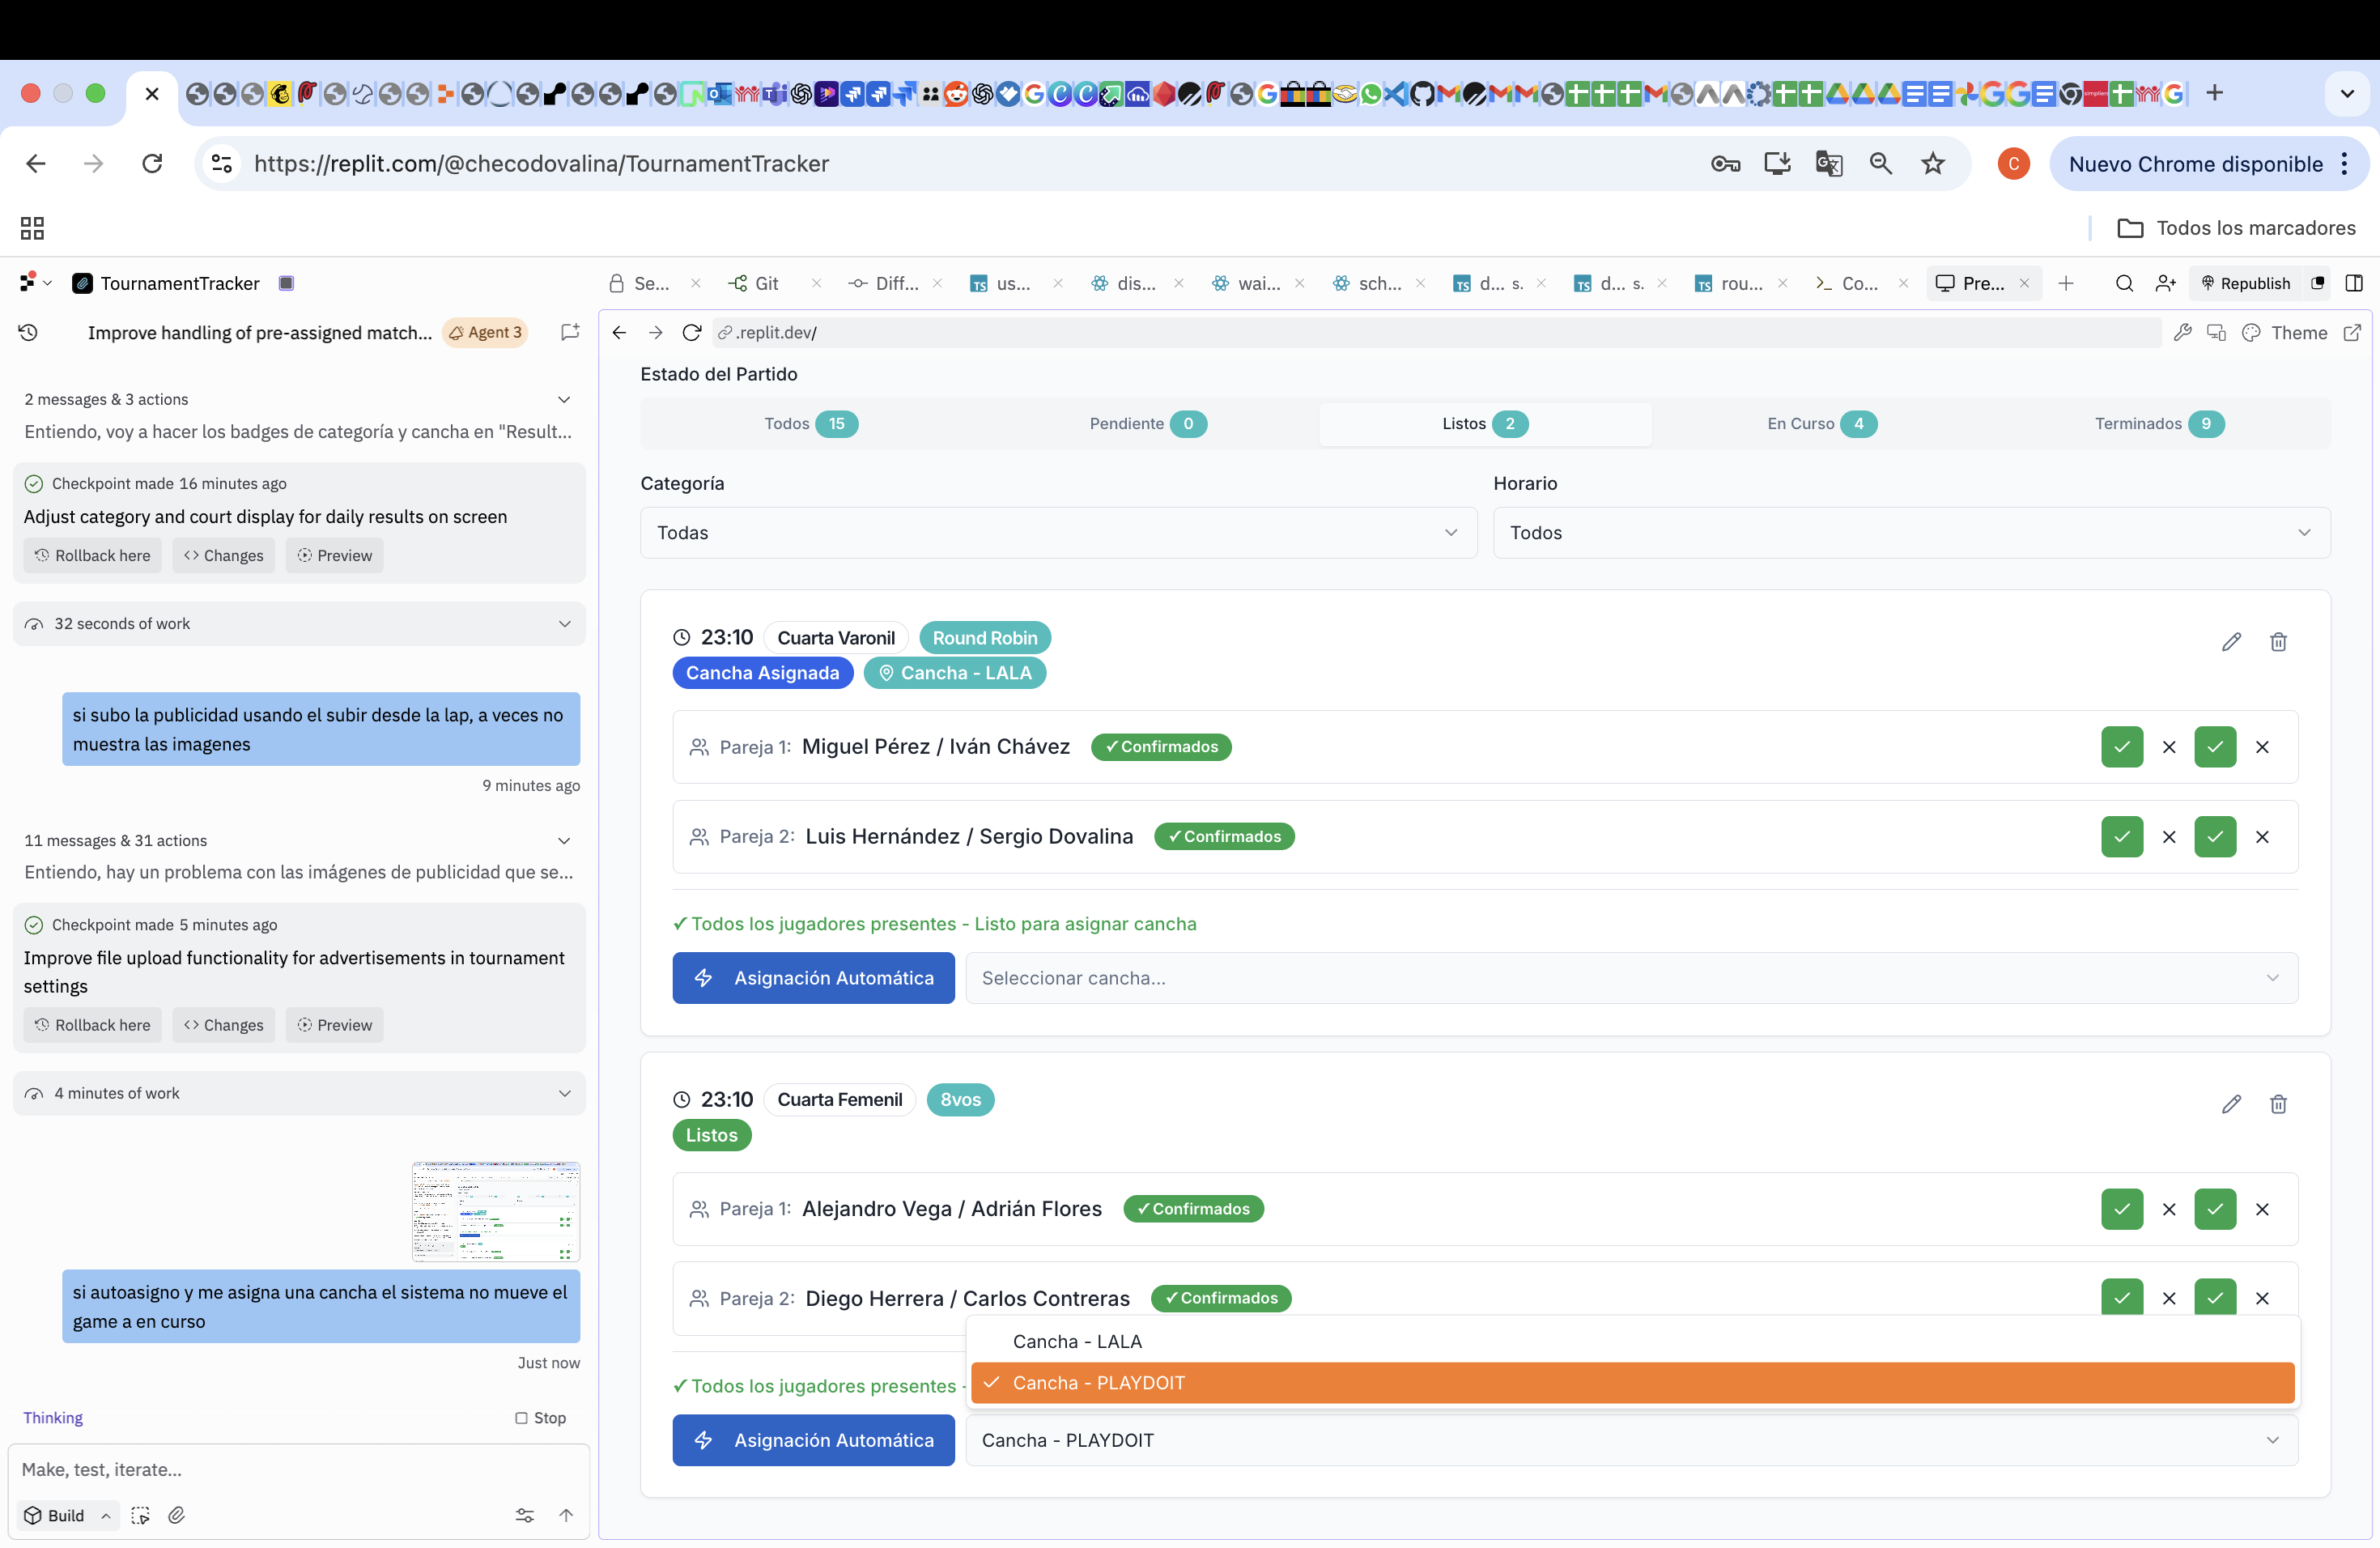 https://replit.com/@checodovalina/TournamentTracker
C
Nuevo Chrome disponible
Todos los marcadores
TournamentTracker
Se...
Git
Diff...
us...
dis...
wai...
sch...
d... s.
d... s.
rou...
Co...
Pre...
Republish
Improve handling of pre-assigned match...
Agent 3
.replit.dev/
Theme
2 messages & 3 actions
Entiendo, voy a hacer los badges de categoría y cancha en "Result...
Checkpoint made 16 minutes ago
Adjust category and court display for daily results on screen
Rollback here
Changes
Preview
32 seconds of work
si subo la publicidad usando el subir desde la lap, a veces no
muestra las imagenes
9 minutes ago
11 messages & 31 actions
Entiendo, hay un problema con las imágenes de publicidad que se...
Checkpoint made 5 minutes ago
Improve file upload functionality for advertisements in tournament
settings
Rollback here
Changes
Preview
4 minutes of work
si autoasigno y me asigna una cancha el sistema no mueve el
game a en curso
Just now
Thinking
Stop
Make, test, iterate...
Build
Estado del Partido
Todos 15
Pendiente 0
Listos 2
En Curso 4
Terminados 9
Categoría
Horario
Todas
Todos
23:10 Cuarta Varonil Round Robin
Cancha Asignada Cancha - LALA
Pareja 1: Miguel Pérez / Iván Chávez ✓ Confirmados
Pareja 2: Luis Hernández / Sergio Dovalina ✓ Confirmados
✓ Todos los jugadores presentes - Listo para asignar cancha
Asignación Automática
Seleccionar cancha...
23:10 Cuarta Femenil 8vos
Listos
Pareja 1: Alejandro Vega / Adrián Flores ✓ Confirmados
Pareja 2: Diego Herrera / Carlos Contreras ✓ Confirmados
Cancha - LALA
Cancha - PLAYDOIT
✓ Todos los jugadores presentes -
Asignación Automática
Cancha - PLAYDOIT